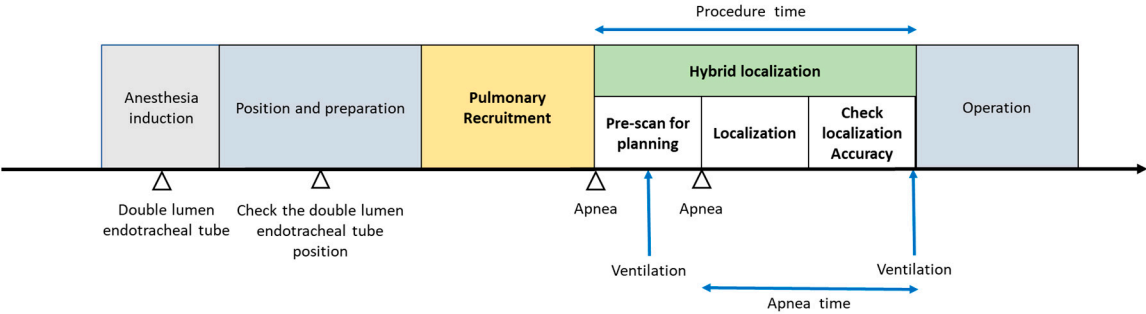 Procedure time
Hybrid localization
Anesthesia
induction
Position and preparation
Pulmonary
Recruitment
Pre-scan for
planning
Localization
Check
localization
Accuracy
Operation
Double lumen
endotracheal tube
Check the double lumen
endotracheal tube
position
Apnea
Apnea
Ventilation
Ventilation
Apnea time